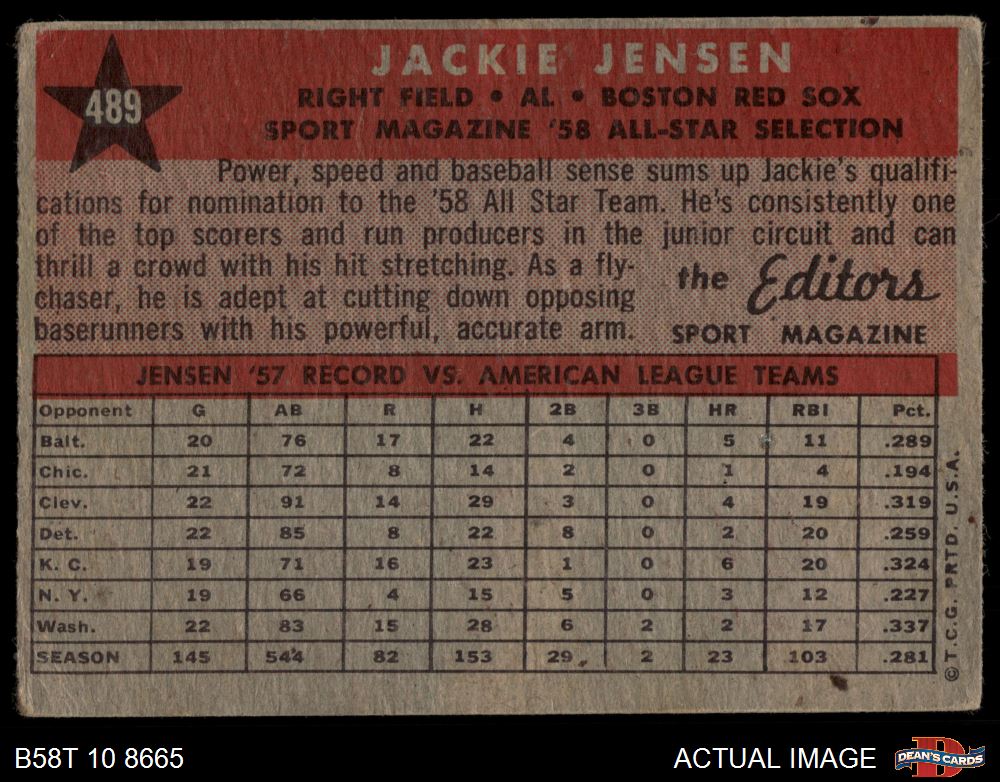 489
JACKIE JENSEN
RIGHT FIELD • AL • BOSTON RED SOX
SPORT MAGAZINE '58 ALL-STAR SELECTION
Power, speed and baseball sense sums up Jackie's qualifi-
cations for nomination to the '58 All Star Team. He's consistently one
of the top scorers and run producers in the junior circuit and can
thrill a crowd with his hit stretching. As a fly-
chaser, he is adept at cutting down opposing
baserunners with his powerful, accurate arm.
the Editors
SPORT MAGAZINE
JENSEN '57 RECORD VS. AMERICAN LEAGUE TEAMS
Opponent G AB R H 2B 3B HR RBI Pct.
Balt. 20 76 17 22 4 0 5 11 .289
Chic. 21 72 8 14 2 0 1 4 .194
Clev. 22 91 14 29 3 0 4 19 .319
Det. 22 85 8 22 8 0 2 20 .259
K. C. 19 71 16 23 1 0 6 20 .324
N. Y. 19 66 4 15 5 0 3 12 .227
Wash. 22 83 15 28 6 2 2 17 .337
SEASON 145 544 82 153 29 2 23 103 .281
© T.C.G. PRTD. U.S.A.
B58T 10 8665
ACTUAL IMAGE
D
DEAN'S CARDS